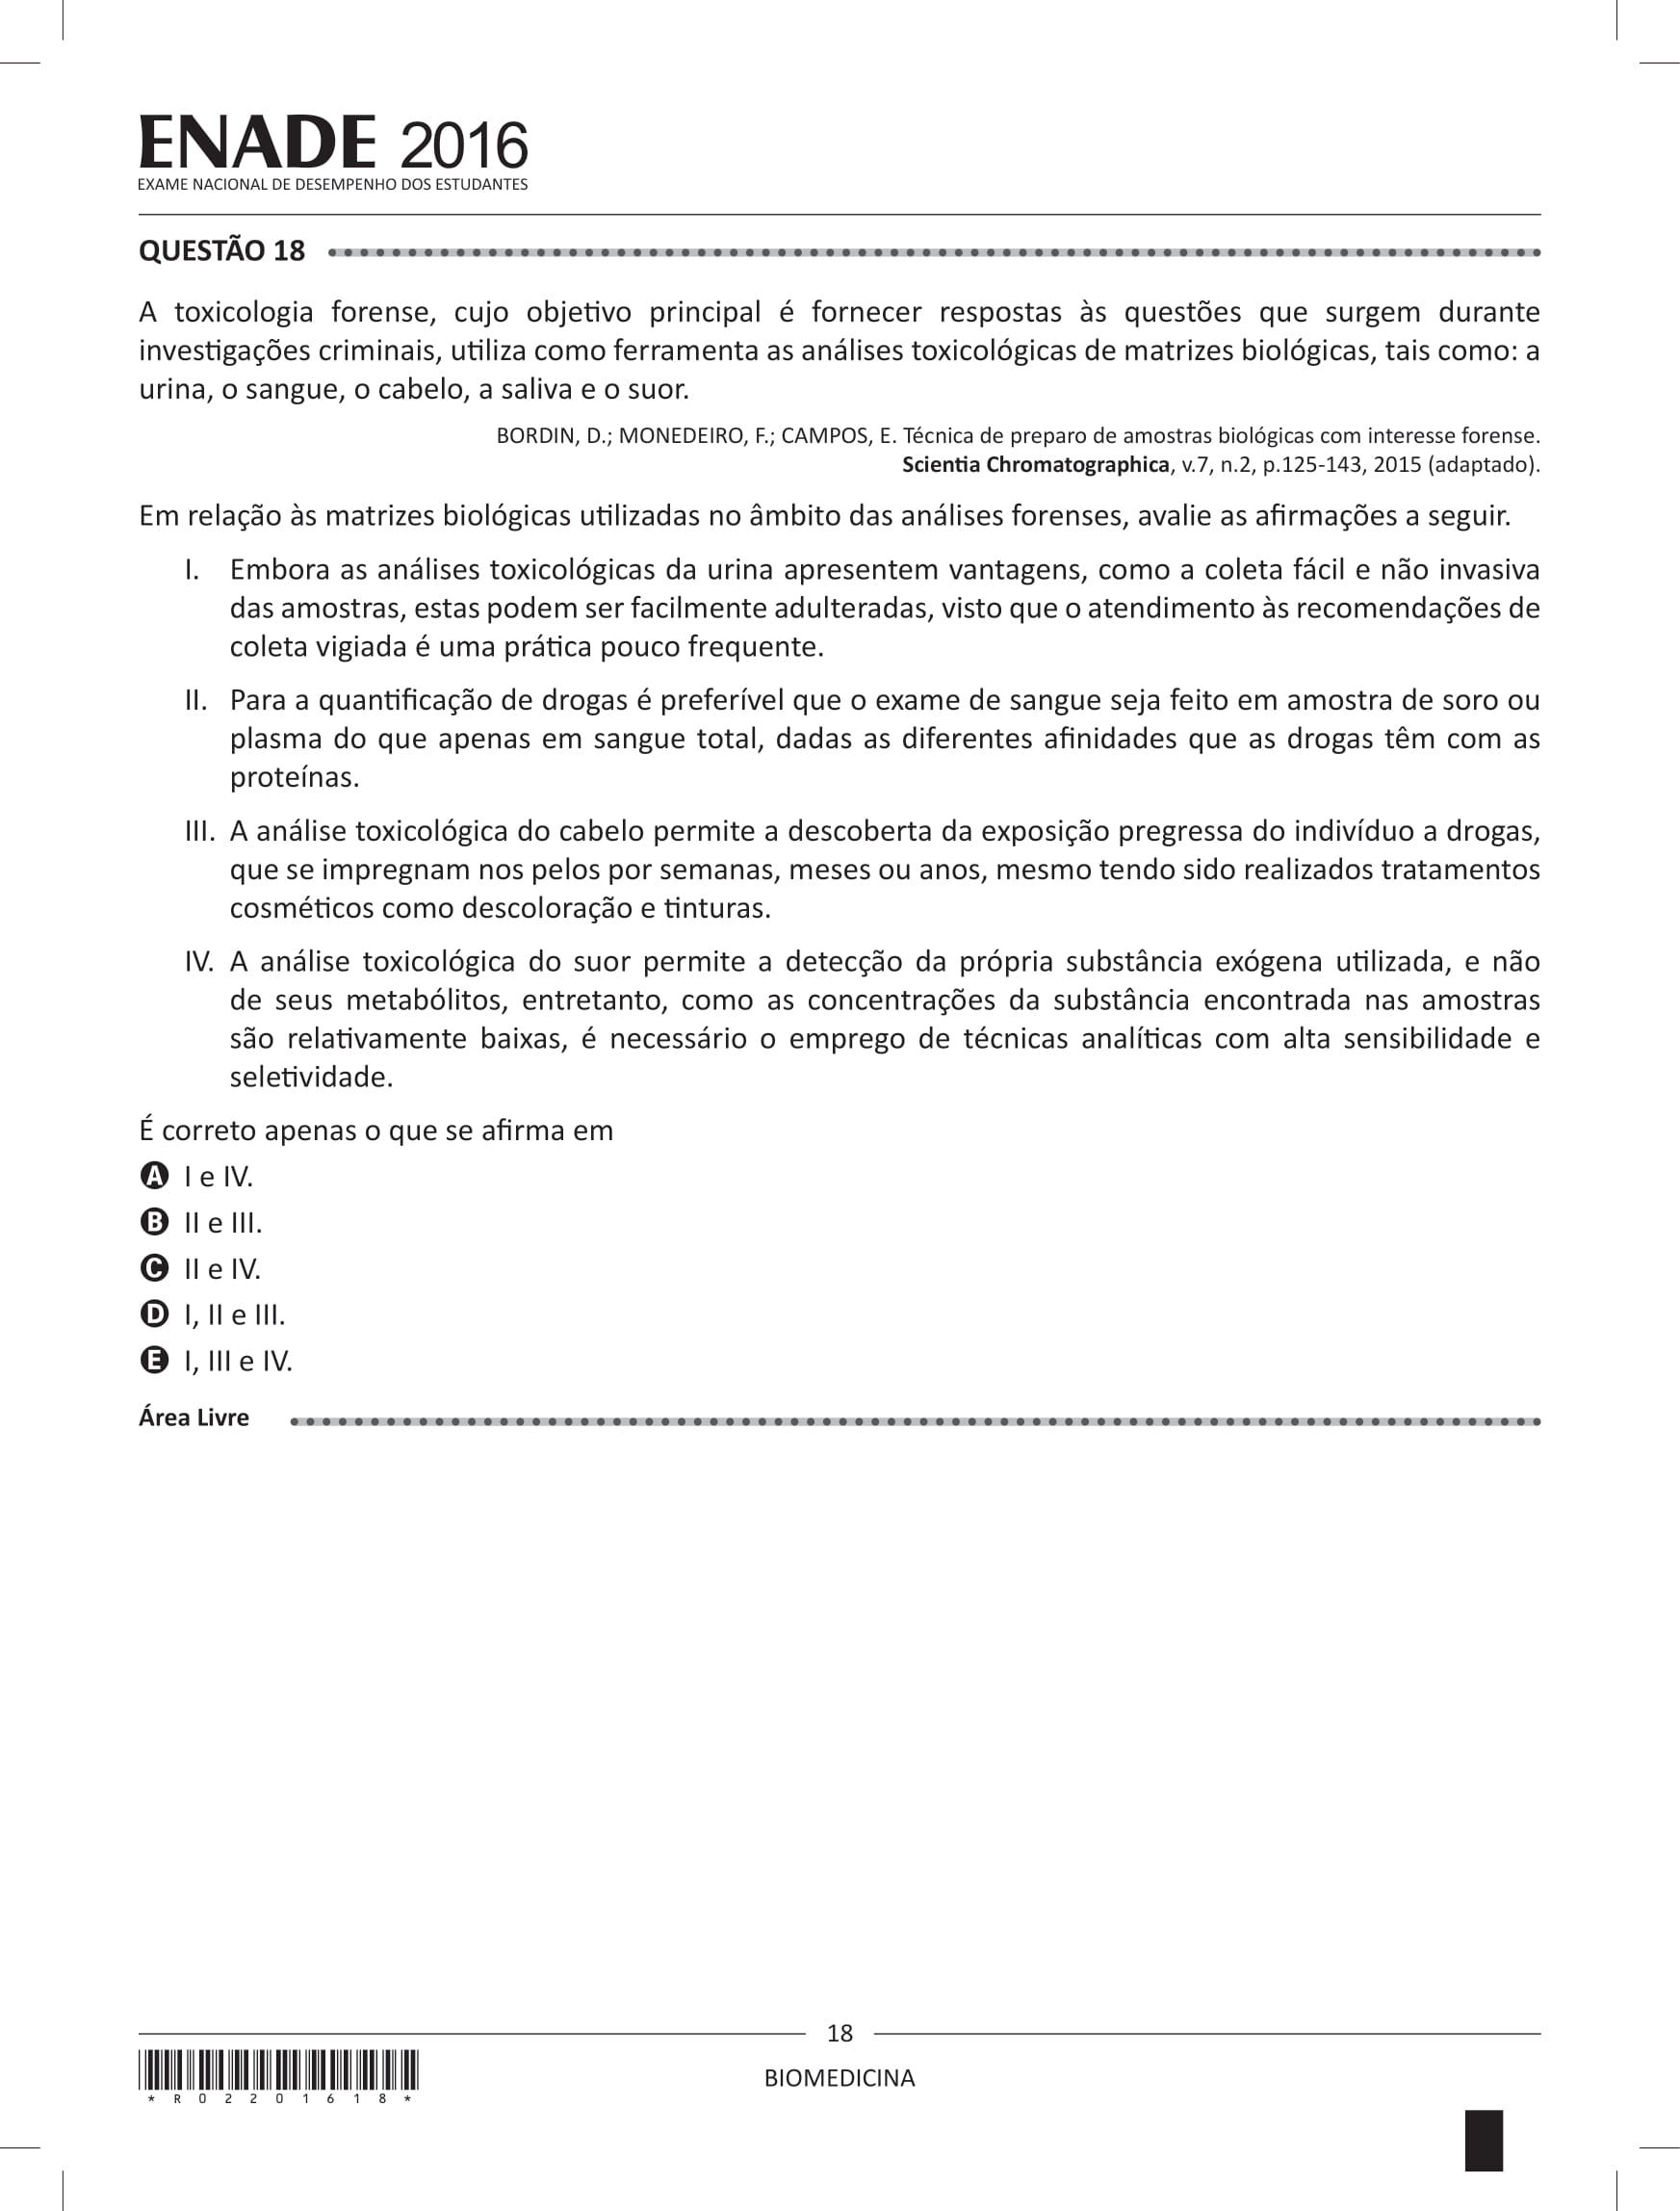 ENADE 2016
EXAME NACIONAL DE DESEMPENHO DOS ESTUDANTES
QUESTÃO 18
A toxicologia forense, cujo objetivo principal é fornecer respostas às questões que surgem durante
investigações criminais, utiliza como ferramenta as análises toxicológicas de matrizes biológicas, tais como: a
urina, o sangue, o cabelo, a saliva e o suor.
BORDIN, D.; MONEDEIRO, F.; CAMPOS, E. Técnica de preparo de amostras biológicas com interesse forense.
Scientia Chromatographica, v.7, n.2, p.125-143, 2015 (adaptado).
Em relação às matrizes biológicas utilizadas no âmbito das análises forenses, avalie as afirmações a seguir.
I. Embora as análises toxicológicas da urina apresentem vantagens, como a coleta fácil e não invasiva
das amostras, estas podem ser facilmente adulteradas, visto que o atendimento às recomendações de
coleta vigiada é uma prática pouco frequente.
II. Para a quantificação de drogas é preferível que o exame de sangue seja feito em amostra de soro ou
plasma do que apenas em sangue total, dadas as diferentes afinidades que as drogas têm com as
proteínas.
III. A análise toxicológica do cabelo permite a descoberta da exposição pregressa do indivíduo a drogas,
que se impregnam nos pelos por semanas, meses ou anos, mesmo tendo sido realizados tratamentos
cosméticos como descoloração e tinturas.
IV. A análise toxicológica do suor permite a detecção da própria substância exógena utilizada, e não
de seus metabólitos, entretanto, como as concentrações da substância encontrada nas amostras
são relativamente baixas, é necessário o emprego de técnicas analíticas com alta sensibilidade e
seletividade.
É correto apenas o que se afirma em
A I e IV.
B II e III.
C II e IV.
D I, II e III.
E I, III e IV.
Área Livre
18
BIOMEDICINA
* R 0 2 2 0 1 6 1 8 *